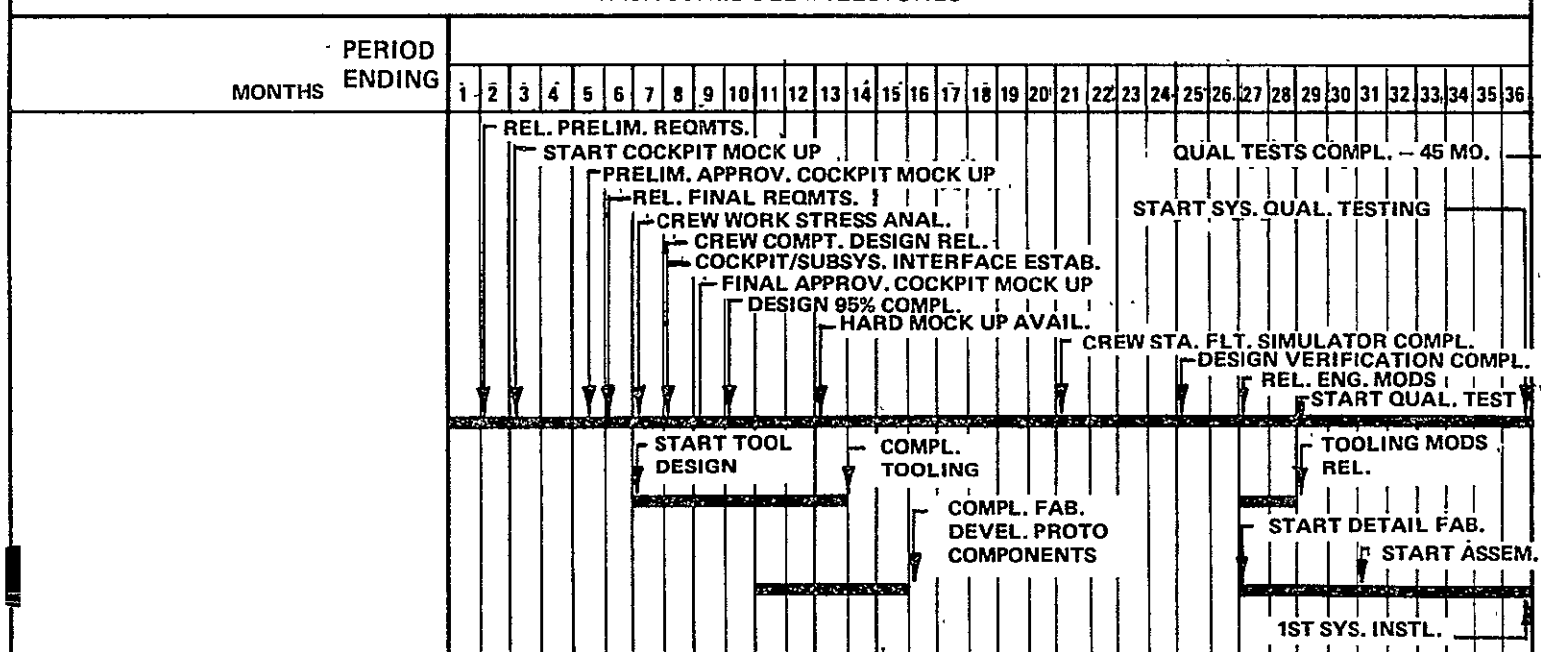 PERIOD
MONTHS ENDING
1 2 3 4 5 6 7 8 9 10 11 12 13 14 15 16 17 18 19 20 21 22 23 24 25 26 27 28 29 30 31 32 33 34 35 36
REL. PRELIM. REQMTS.
START COCKPIT MOCK UP
QUAL TESTS COMPL. – 45 MO.
PRELIM. APPROV. COCKPIT MOCK UP
REL. FINAL REQMTS.
START SYS. QUAL. TESTING
CREW WORK STRESS ANAL.
CREW COMPT. DESIGN REL.
COCKPIT/SUBSYS. INTERFACE ESTAB.
FINAL APPROV. COCKPIT MOCK UP
DESIGN 95% COMPL.
HARD MOCK UP AVAIL.
CREW STA. FLT. SIMULATOR COMPL.
DESIGN VERIFICATION COMPL.
REL. ENG. MODS
START QUAL. TEST
START TOOL
DESIGN
COMPL.
TOOLING
TOOLING MODS
REL.
COMPL. FAB.
DEVEL. PROTO
COMPONENTS
START DETAIL FAB.
START ASSEM.
1ST SYS. INSTL.